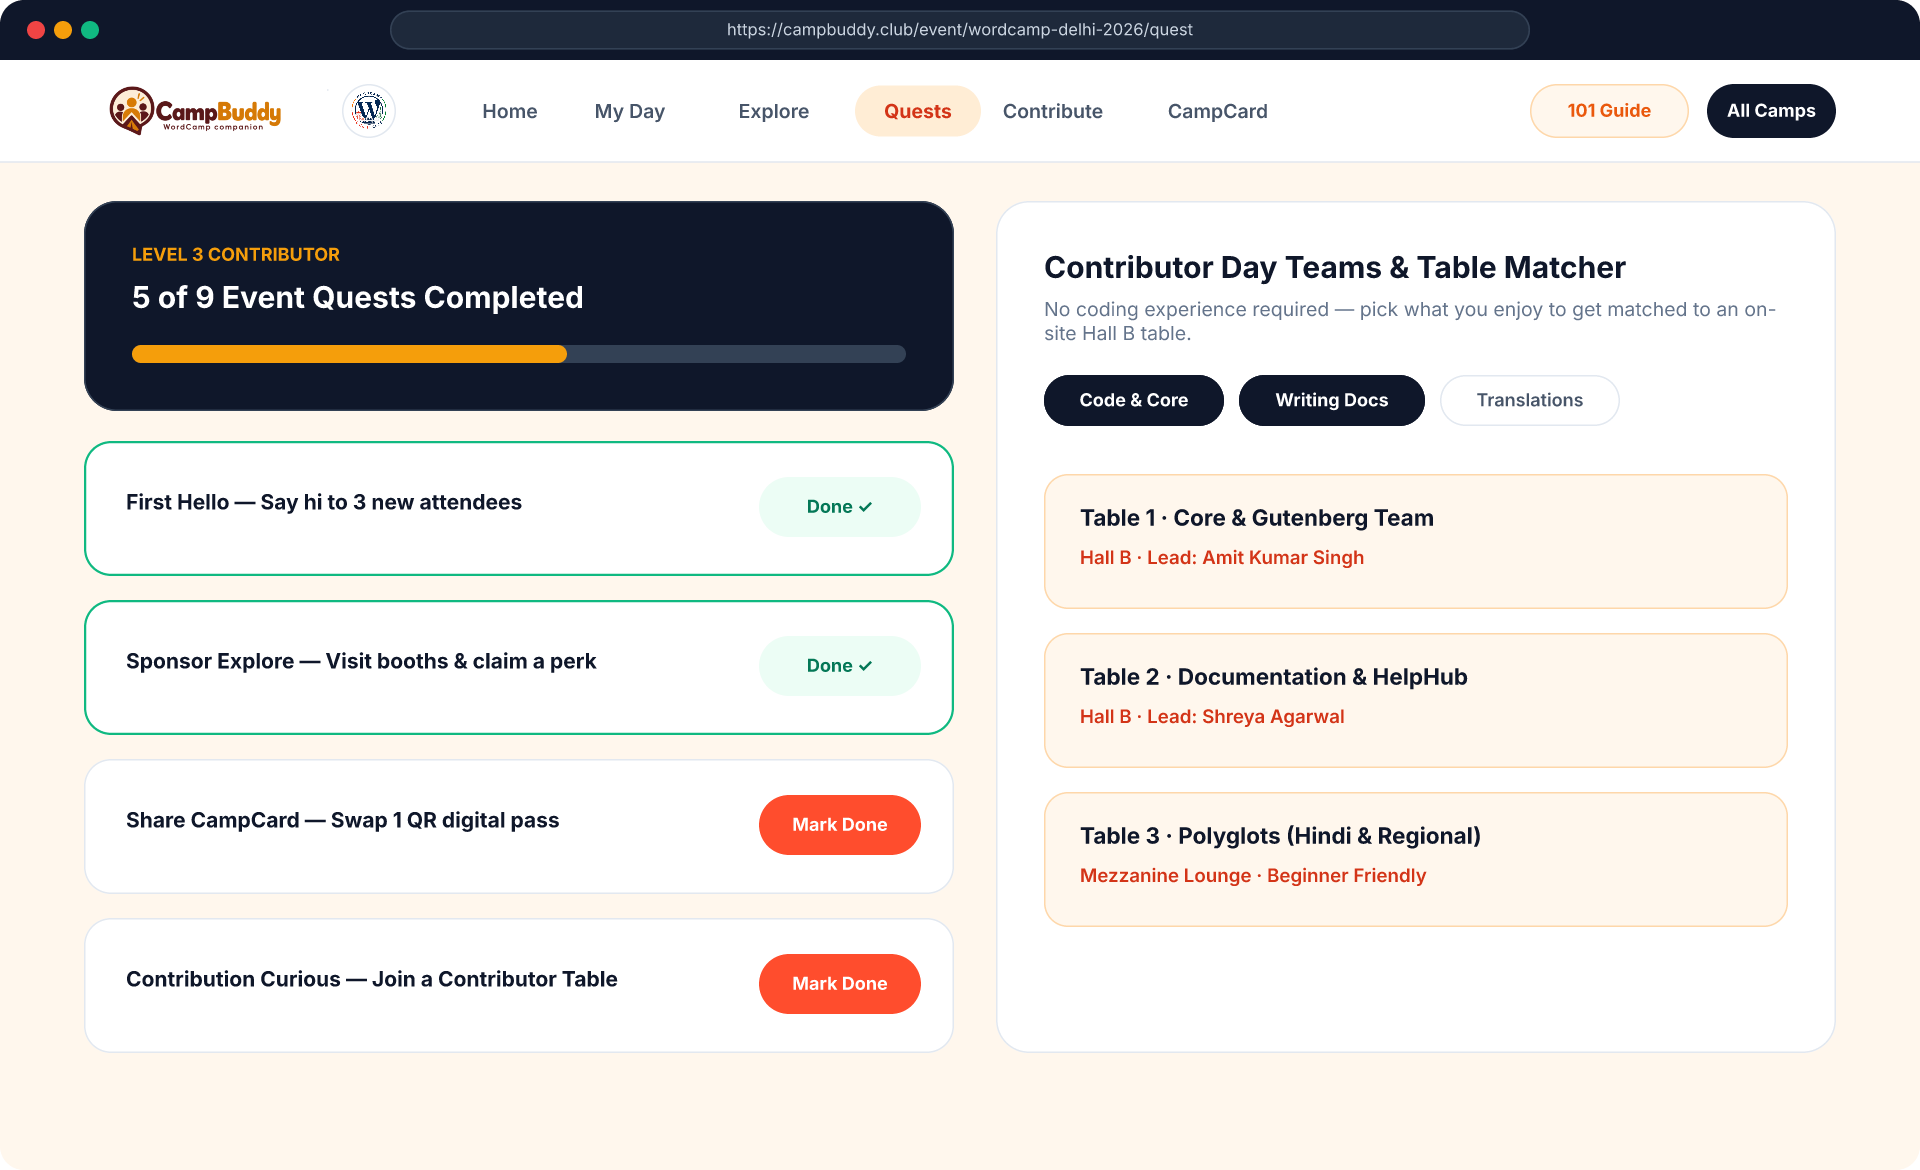 https://campbuddy.club/event/wordcamp-delhi-2026/quest
CampBuddy
WordCamp companion
Home
My Day
Explore
Quests
Contribute
CampCard
101 Guide
All Camps
LEVEL 3 CONTRIBUTOR
5 of 9 Event Quests Completed
First Hello — Say hi to 3 new attendees
Done ✓
Sponsor Explore — Visit booths & claim a perk
Done ✓
Share CampCard — Swap 1 QR digital pass
Mark Done
Contribution Curious — Join a Contributor Table
Mark Done
Contributor Day Teams & Table Matcher
No coding experience required — pick what you enjoy to get matched to an on-
site Hall B table.
Code & Core
Writing Docs
Translations
Table 1 · Core & Gutenberg Team
Hall B · Lead: Amit Kumar Singh
Table 2 · Documentation & HelpHub
Hall B · Lead: Shreya Agarwal
Table 3 · Polyglots (Hindi & Regional)
Mezzanine Lounge · Beginner Friendly